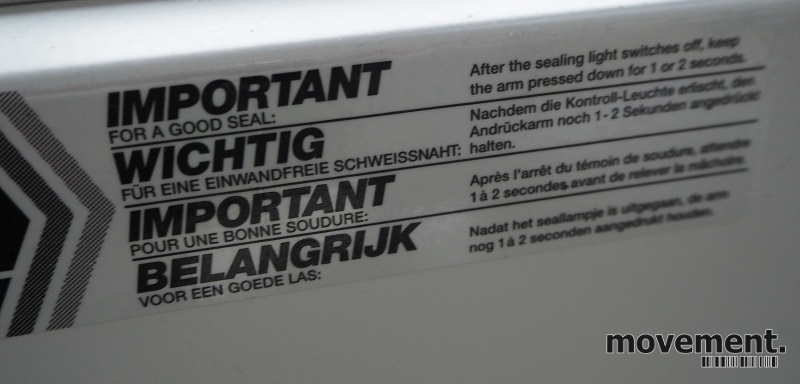 IMPORTANT
FOR A GOOD SEAL:
After the sealing light switches off, keep
the arm pressed down for 1 or 2 seconds.
WICHTIG
FÜR EINE EINWANDFREIE SCHWEISSNAHT:
Nachdem die Kontroll-Leuchte erlischt, den
Andrückarm noch 1-2 Sekunden angedrückt
halten.
IMPORTANT
POUR UNE BONNE SOUDURE:
Après l'arrêt du témoin de soudure, attendre
1 à 2 secondes avant de relever la mâchoire.
BELANGRIJK
VOOR EEN GOEDE LAS:
Nadat het seallampje is uitgegaan, de arm
nog 1 à 2 seconden aangedrukt houden.
movement.